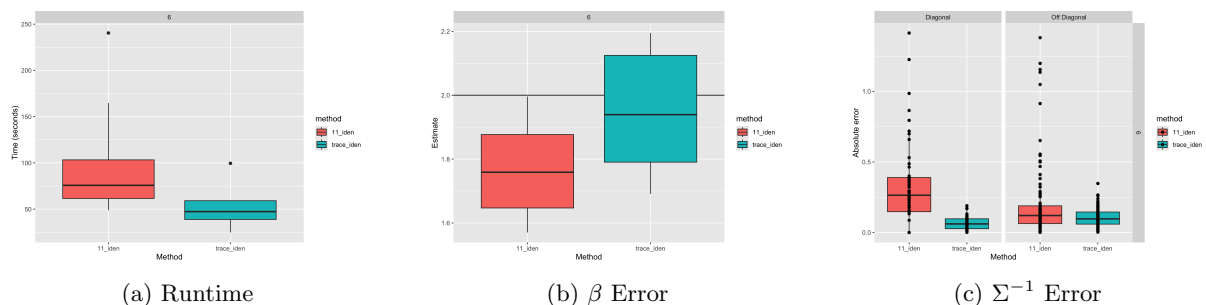 6
250
200
150
100
50
Time (seconds)
11_iden
trace_iden
Method
method
11_iden
trace_iden
(a) Runtime
6
2.2
2.0
1.8
1.6
Estimate
11_iden
trace_iden
Method
method
11_iden
trace_iden
(b) β Error
Diagonal
Off Diagonal
1.0
0.5
0.0
Absolute error
6
11_iden
trace_iden
11_iden
trace_iden
Method
method
11_iden
trace_iden
(c) Σ⁻¹ Error